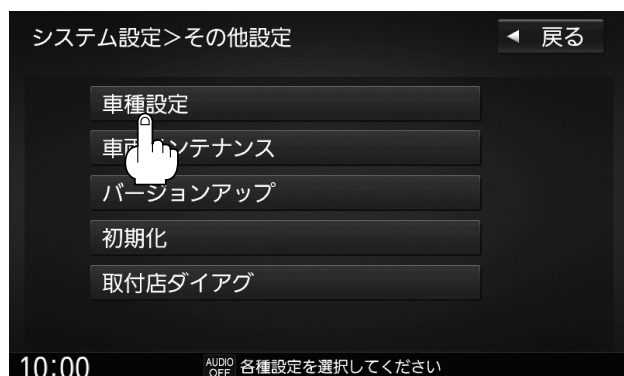 システム設定＞その他設定
◀ 戻る
車種設定
車両メンテナンス
バージョンアップ
初期化
取付店ダイアグ
10:00
AUDIO OFF 各種設定を選択してください